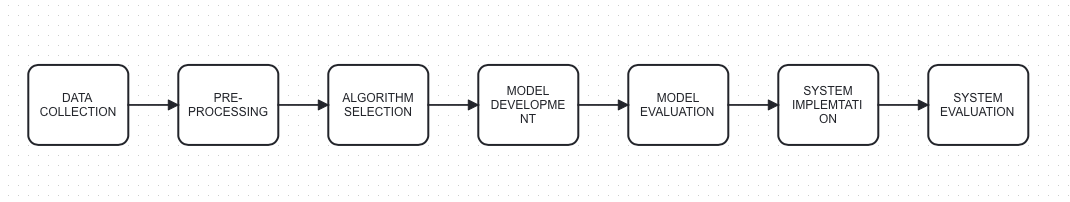 DATA
COLLECTION
PRE-
PROCESSING
ALGORITHM
SELECTION
MODEL
DEVELOPME
NT
MODEL
EVALUATION
SYSTEM
IMPLEMTATI
ON
SYSTEM
EVALUATION